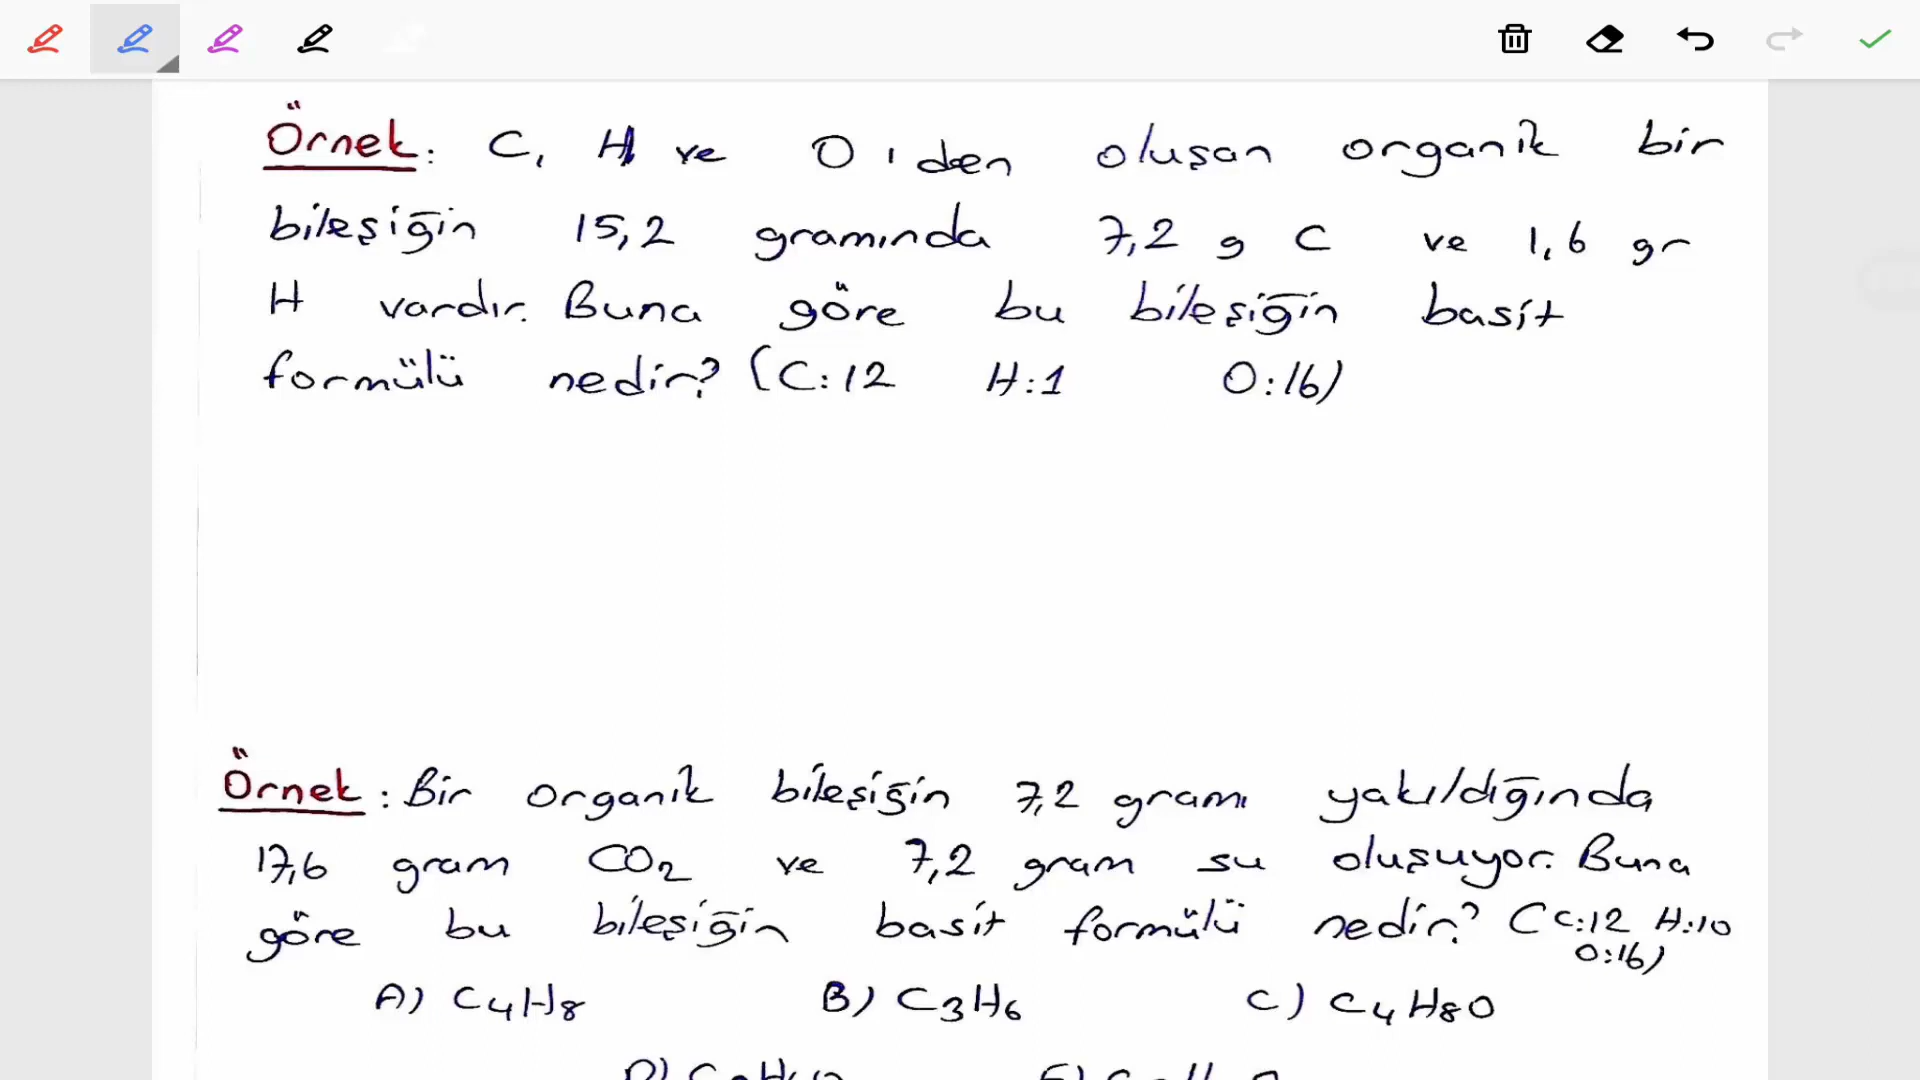 Örnek: C, H ve O'den oluşan organik bir
bileşiğin 15,2 gramında 7,2 g C ve 1,6 gr
H vardır. Buna göre bu bileşiğin basit
formülü nedir? (C:12 H:1 O:16)
Örnek: Bir organik bileşiğin 7,2 gramı yakıldığında
17,6 gram CO2 ve 7,2 gram su oluşuyor. Buna
göre bu bileşiğin basit formülü nedir? (C:12 H:10
O:16)
A) C4H8 B) C3H6 C) C4H8O